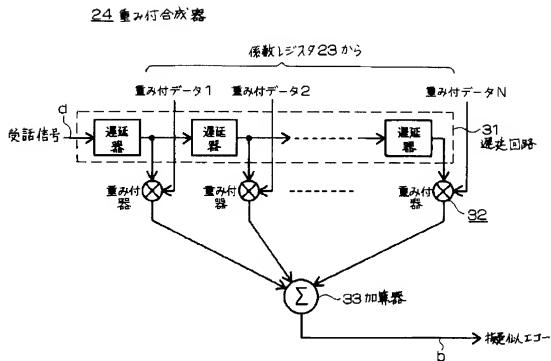 24 重み付合成器
係数レジスタ23から
重み付データ1 重み付データ2 重み付データN
a
受話信号
遅延器 遅延器 遅延器
31
遅延回路
重み付器 重み付器 重み付器
32
Σ
33 加算器
b
擬似エコー